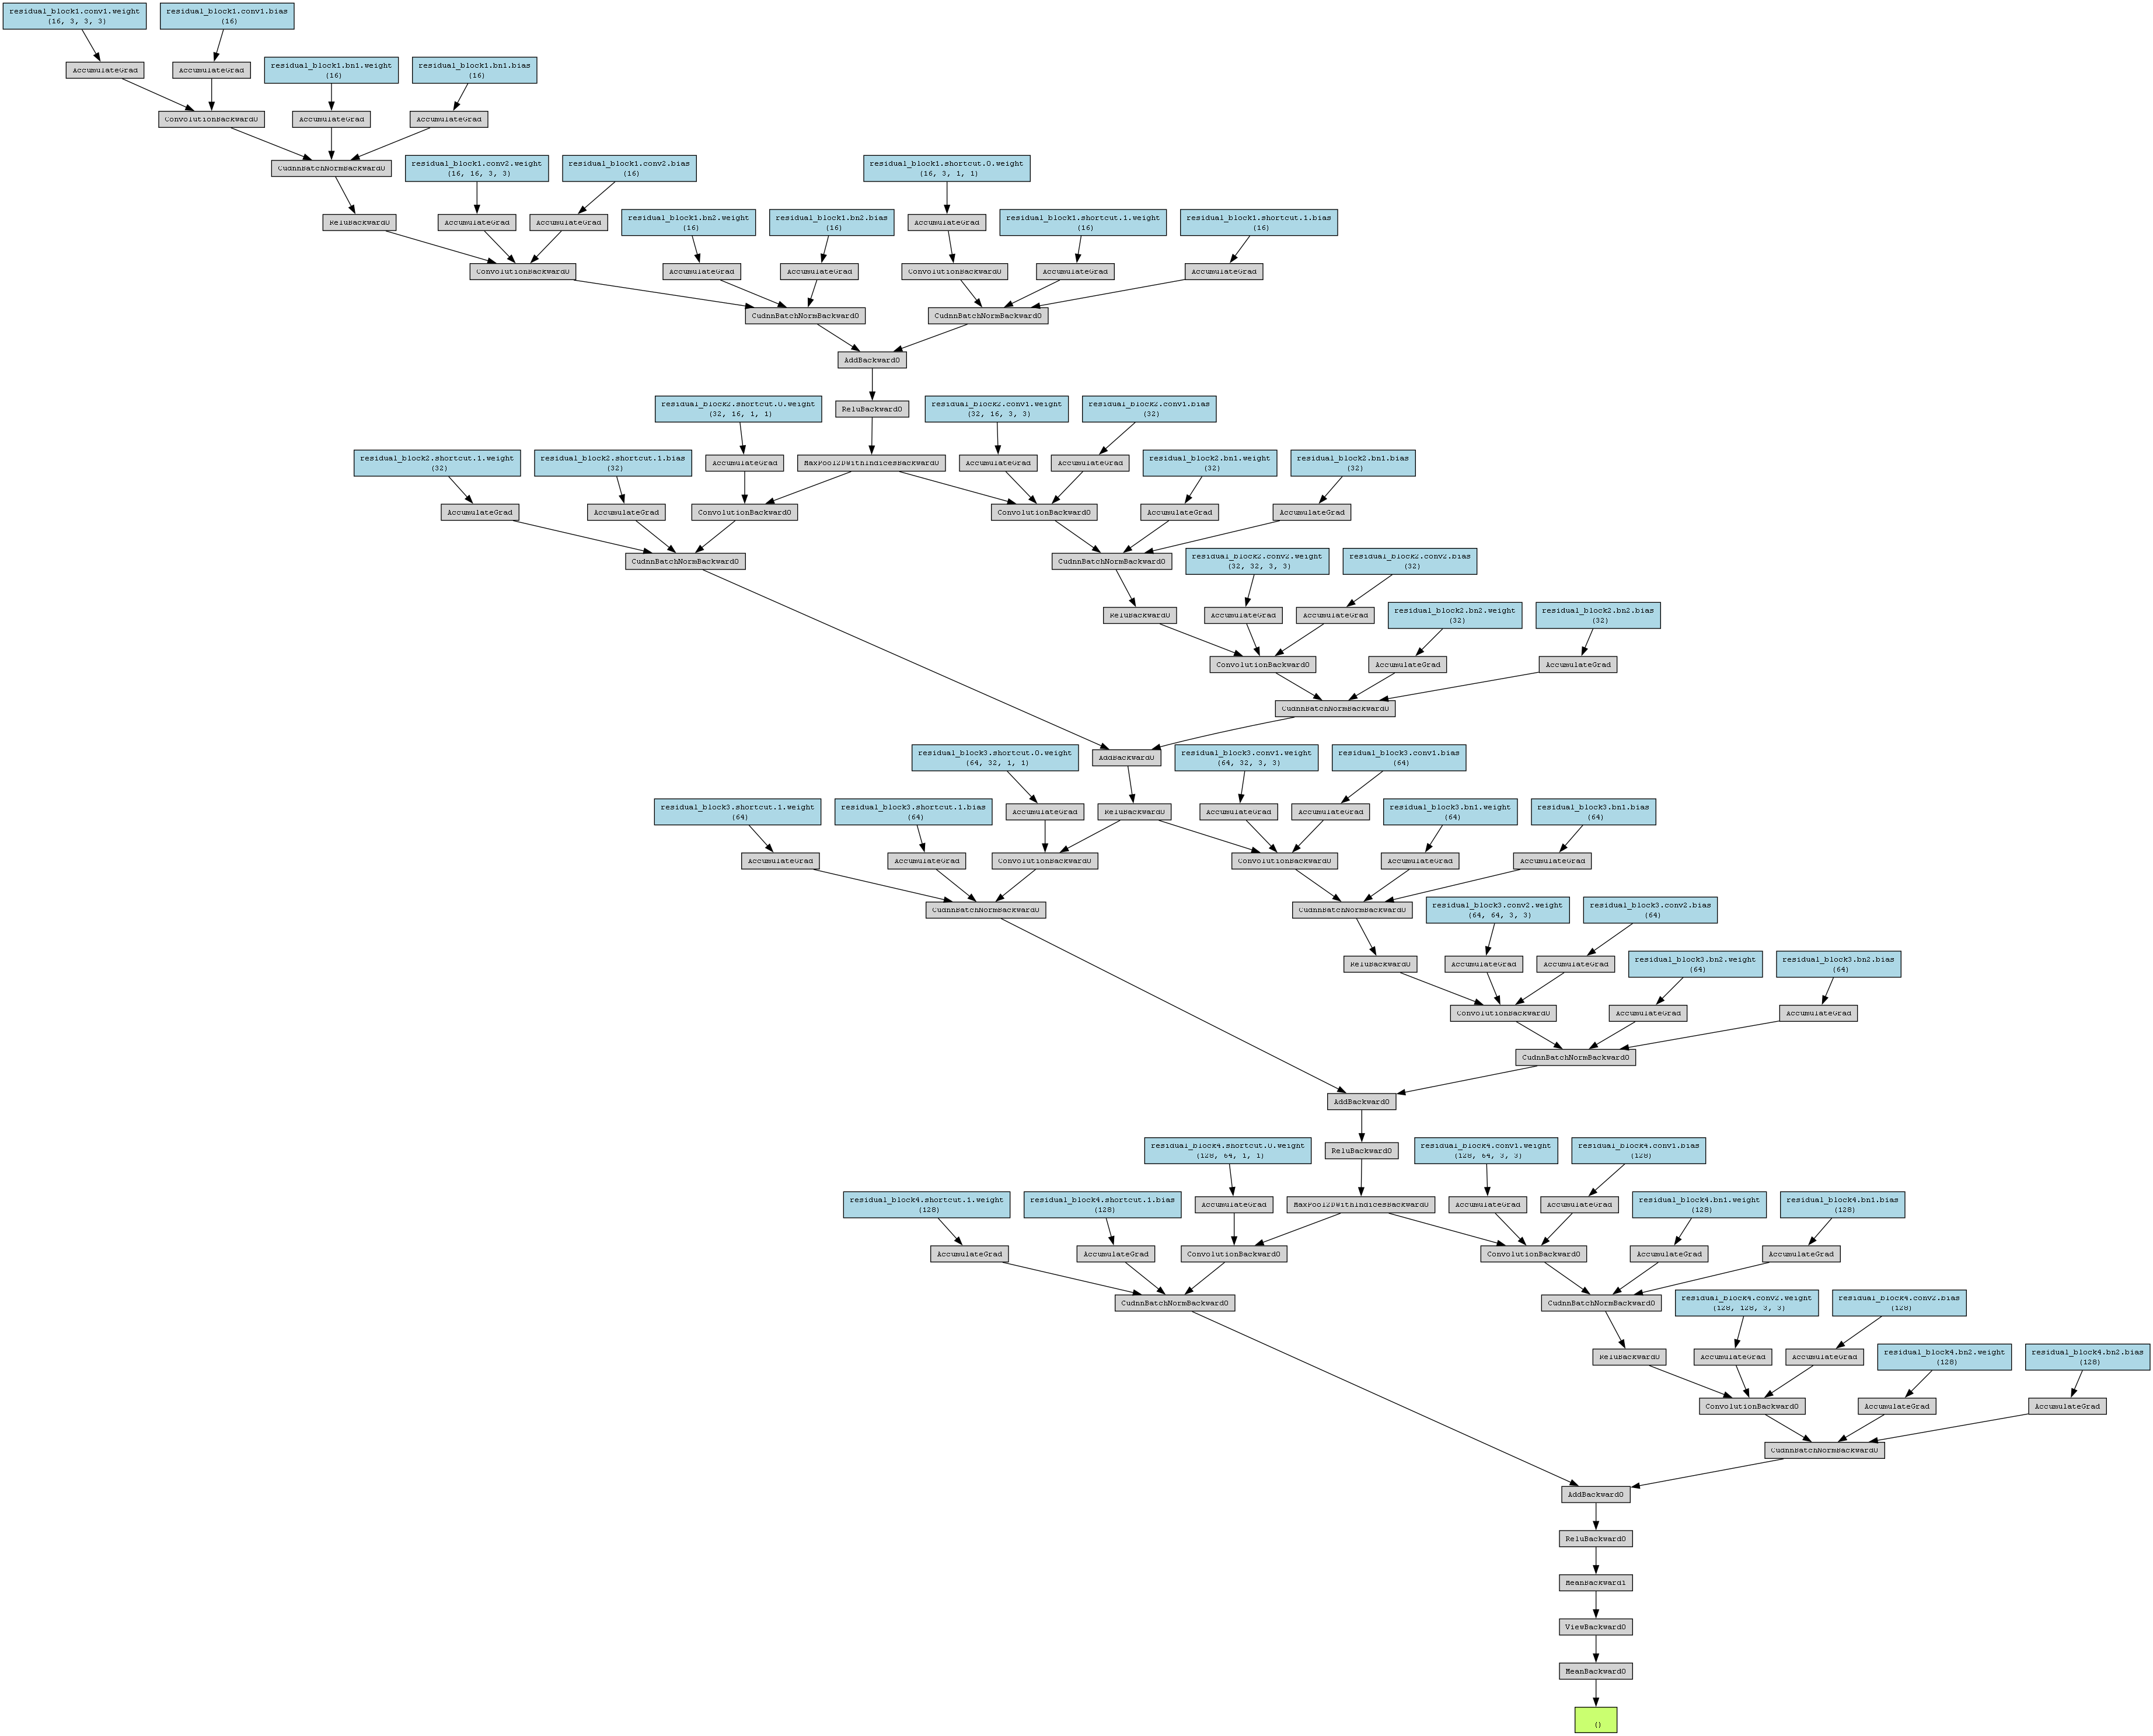 residual_block1.conv1.weight
(16, 3, 3, 3)
residual_block1.conv1.bias
(16)
AccumulateGrad
AccumulateGrad
residual_block1.bn1.weight
(16)
residual_block1.bn1.bias
(16)
ConvolutionBackward0
AccumulateGrad
AccumulateGrad
CudnnBatchNormBackward0
residual_block1.conv2.weight
(16, 16, 3, 3)
residual_block1.conv2.bias
(16)
residual_block1.shortcut.0.weight
(16, 3, 1, 1)
ReluBackward0
AccumulateGrad
AccumulateGrad
residual_block1.bn2.weight
(16)
residual_block1.bn2.bias
(16)
AccumulateGrad
residual_block1.shortcut.1.weight
(16)
residual_block1.shortcut.1.bias
(16)
ConvolutionBackward0
AccumulateGrad
AccumulateGrad
ConvolutionBackward0
AccumulateGrad
AccumulateGrad
CudnnBatchNormBackward0
CudnnBatchNormBackward0
AddBackward0
residual_block2.shortcut.0.weight
(32, 16, 1, 1)
ReluBackward0
residual_block2.conv1.weight
(32, 16, 3, 3)
residual_block2.conv1.bias
(32)
residual_block2.shortcut.1.weight
(32)
residual_block2.shortcut.1.bias
(32)
AccumulateGrad
MaxPool2DWithIndicesBackward0
AccumulateGrad
AccumulateGrad
residual_block2.bn1.weight
(32)
residual_block2.bn1.bias
(32)
AccumulateGrad
AccumulateGrad
ConvolutionBackward0
ConvolutionBackward0
AccumulateGrad
AccumulateGrad
CudnnBatchNormBackward0
CudnnBatchNormBackward0
residual_block2.conv2.weight
(32, 32, 3, 3)
residual_block2.conv2.bias
(32)
ReluBackward0
AccumulateGrad
AccumulateGrad
residual_block2.bn2.weight
(32)
residual_block2.bn2.bias
(32)
ConvolutionBackward0
AccumulateGrad
AccumulateGrad
CudnnBatchNormBackward0
residual_block3.shortcut.0.weight
(64, 32, 1, 1)
AddBackward0
residual_block3.conv1.weight
(64, 32, 3, 3)
residual_block3.conv1.bias
(64)
residual_block3.shortcut.1.weight
(64)
residual_block3.shortcut.1.bias
(64)
AccumulateGrad
ReluBackward0
AccumulateGrad
AccumulateGrad
residual_block3.bn1.weight
(64)
residual_block3.bn1.bias
(64)
AccumulateGrad
AccumulateGrad
ConvolutionBackward0
ConvolutionBackward0
AccumulateGrad
AccumulateGrad
CudnnBatchNormBackward0
CudnnBatchNormBackward0
residual_block3.conv2.weight
(64, 64, 3, 3)
residual_block3.conv2.bias
(64)
ReluBackward0
AccumulateGrad
AccumulateGrad
residual_block3.bn2.weight
(64)
residual_block3.bn2.bias
(64)
ConvolutionBackward0
AccumulateGrad
AccumulateGrad
CudnnBatchNormBackward0
AddBackward0
residual_block4.shortcut.0.weight
(128, 64, 1, 1)
ReluBackward0
residual_block4.conv1.weight
(128, 64, 3, 3)
residual_block4.conv1.bias
(128)
residual_block4.shortcut.1.weight
(128)
residual_block4.shortcut.1.bias
(128)
AccumulateGrad
MaxPool2DWithIndicesBackward0
AccumulateGrad
AccumulateGrad
residual_block4.bn1.weight
(128)
residual_block4.bn1.bias
(128)
AccumulateGrad
AccumulateGrad
ConvolutionBackward0
ConvolutionBackward0
AccumulateGrad
AccumulateGrad
CudnnBatchNormBackward0
CudnnBatchNormBackward0
residual_block4.conv2.weight
(128, 128, 3, 3)
residual_block4.conv2.bias
(128)
ReluBackward0
AccumulateGrad
AccumulateGrad
residual_block4.bn2.weight
(128)
residual_block4.bn2.bias
(128)
ConvolutionBackward0
AccumulateGrad
AccumulateGrad
CudnnBatchNormBackward0
AddBackward0
ReluBackward0
MeanBackward1
ViewBackward0
MeanBackward0
()